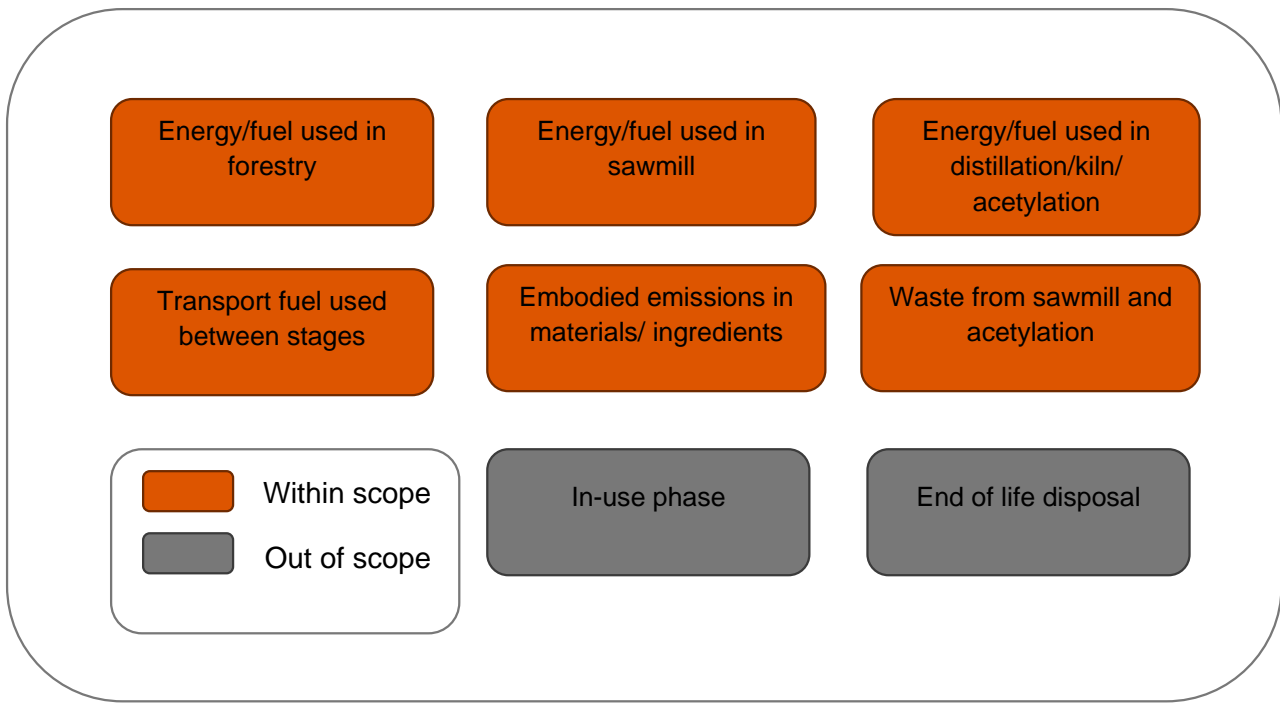 Energy/fuel used in
forestry
Energy/fuel used in
sawmill
Energy/fuel used in
distillation/kiln/
acetylation
Transport fuel used
between stages
Embodied emissions in
materials/ ingredients
Waste from sawmill and
acetylation
Within scope
Out of scope
In-use phase
End of life disposal